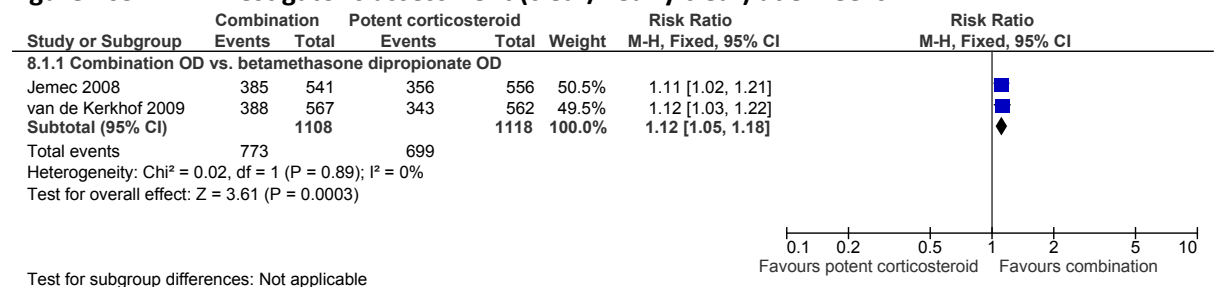 Combination Potent corticosteroid Risk Ratio Risk Ratio
Study or Subgroup Events Total Events Total Weight M-H, Fixed, 95% CI M-H, Fixed, 95% CI
8.1.1 Combination OD vs. betamethasone dipropionate OD
Jemec 2008 385 541 356 556 50.5% 1.11 [1.02, 1.21]
van de Kerkhof 2009 388 567 343 562 49.5% 1.12 [1.03, 1.22]
Subtotal (95% CI) 1108 1118 100.0% 1.12 [1.05, 1.18]
Total events 773 699
Heterogeneity: Chi² = 0.02, df = 1 (P = 0.89); I² = 0%
Test for overall effect: Z = 3.61 (P = 0.0003)
0.1 0.2 0.5 1 2 5 10
Favours potent corticosteroid Favours combination
Test for subgroup differences: Not applicable